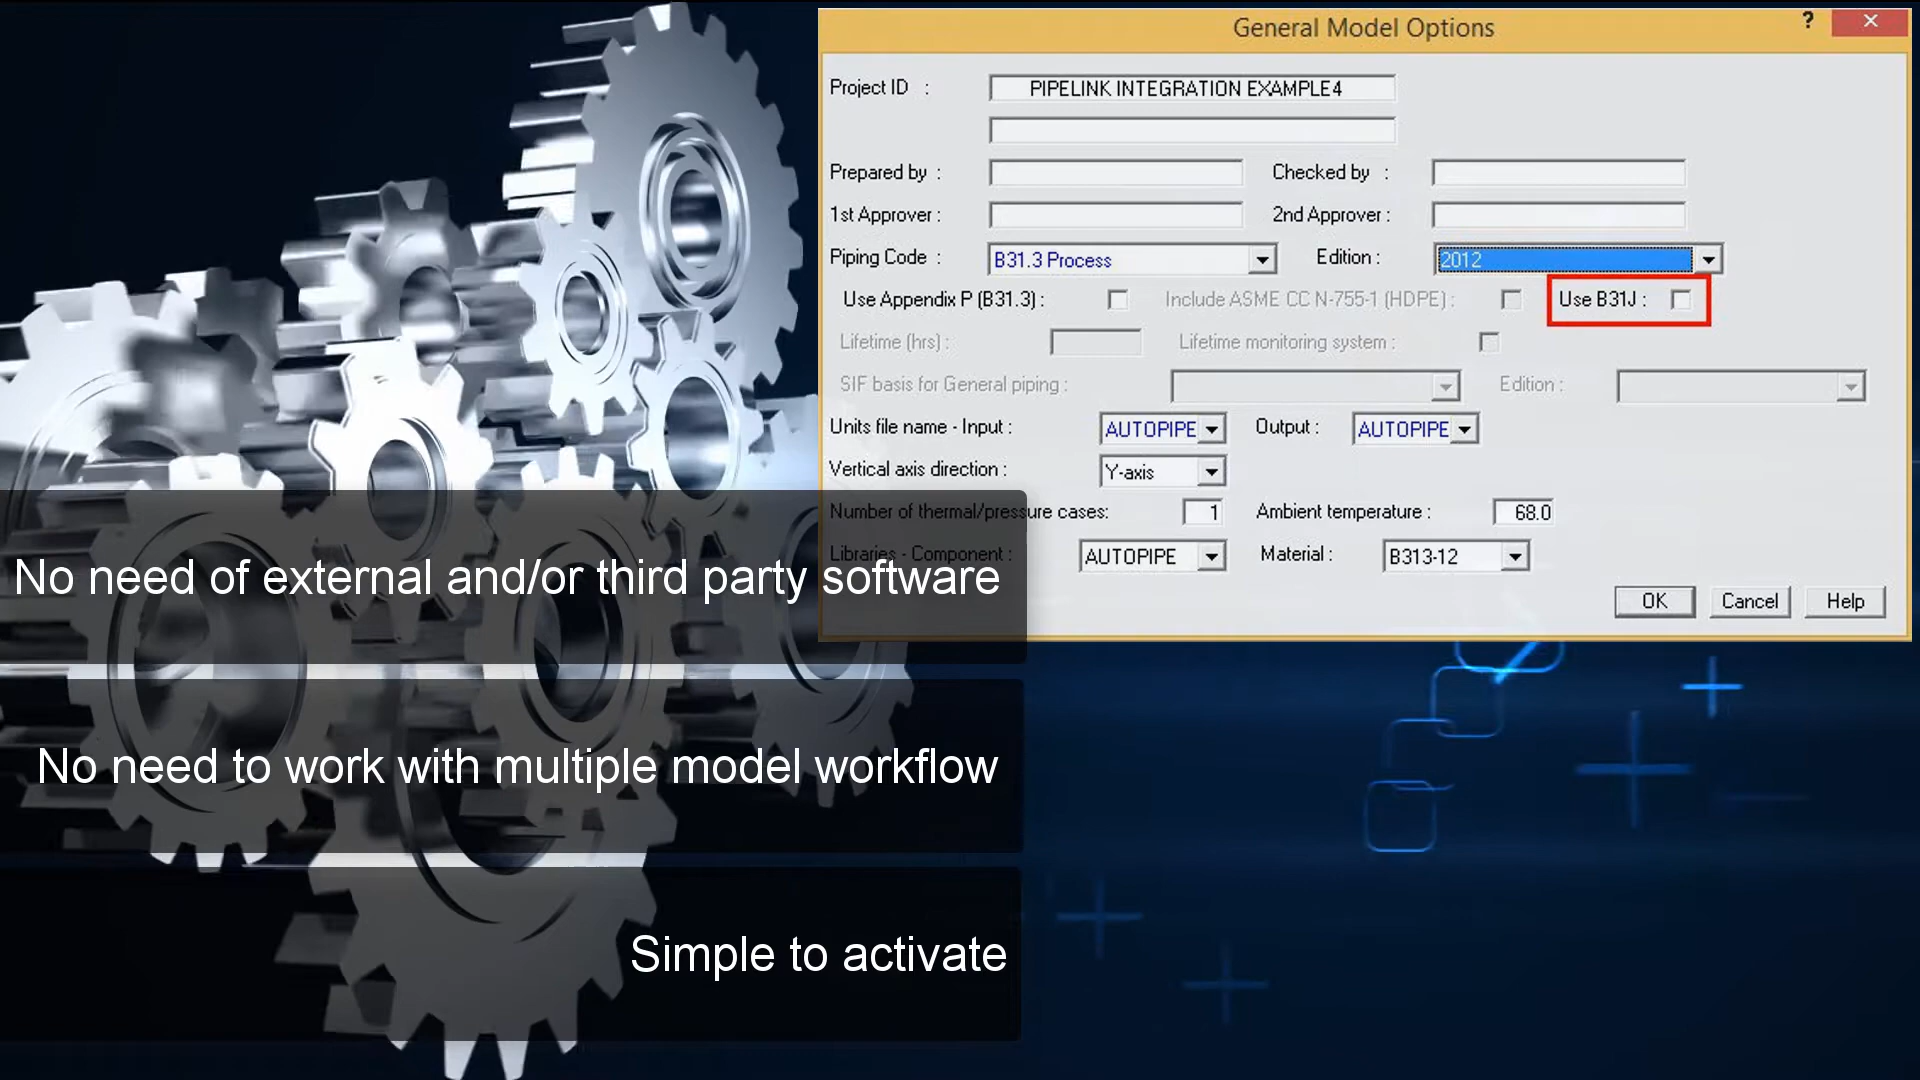 General Model Options
?
Project ID : PIPELINK INTEGRATION EXAMPLE4
Prepared by : Checked by :
1st Approver : 2nd Approver :
Piping Code : B31.3 Process Edition : 2012
Use Appendix P (B31.3) : Include ASME CC N-755-1 (HDPE) : Use B31J :
Lifetime (hrs) : Lifetime monitoring system :
SIF basis for General piping : Edition :
Units file name - Input : AUTOPIPE Output : AUTOPIPE
Vertical axis direction : Y-axis
Number of thermal/pressure cases: 1 Ambient temperature : 68.0
Libraries - Component : AUTOPIPE Material : B313-12
OK Cancel Help
No need of external and/or third party software
No need to work with multiple model workflow
Simple to activate